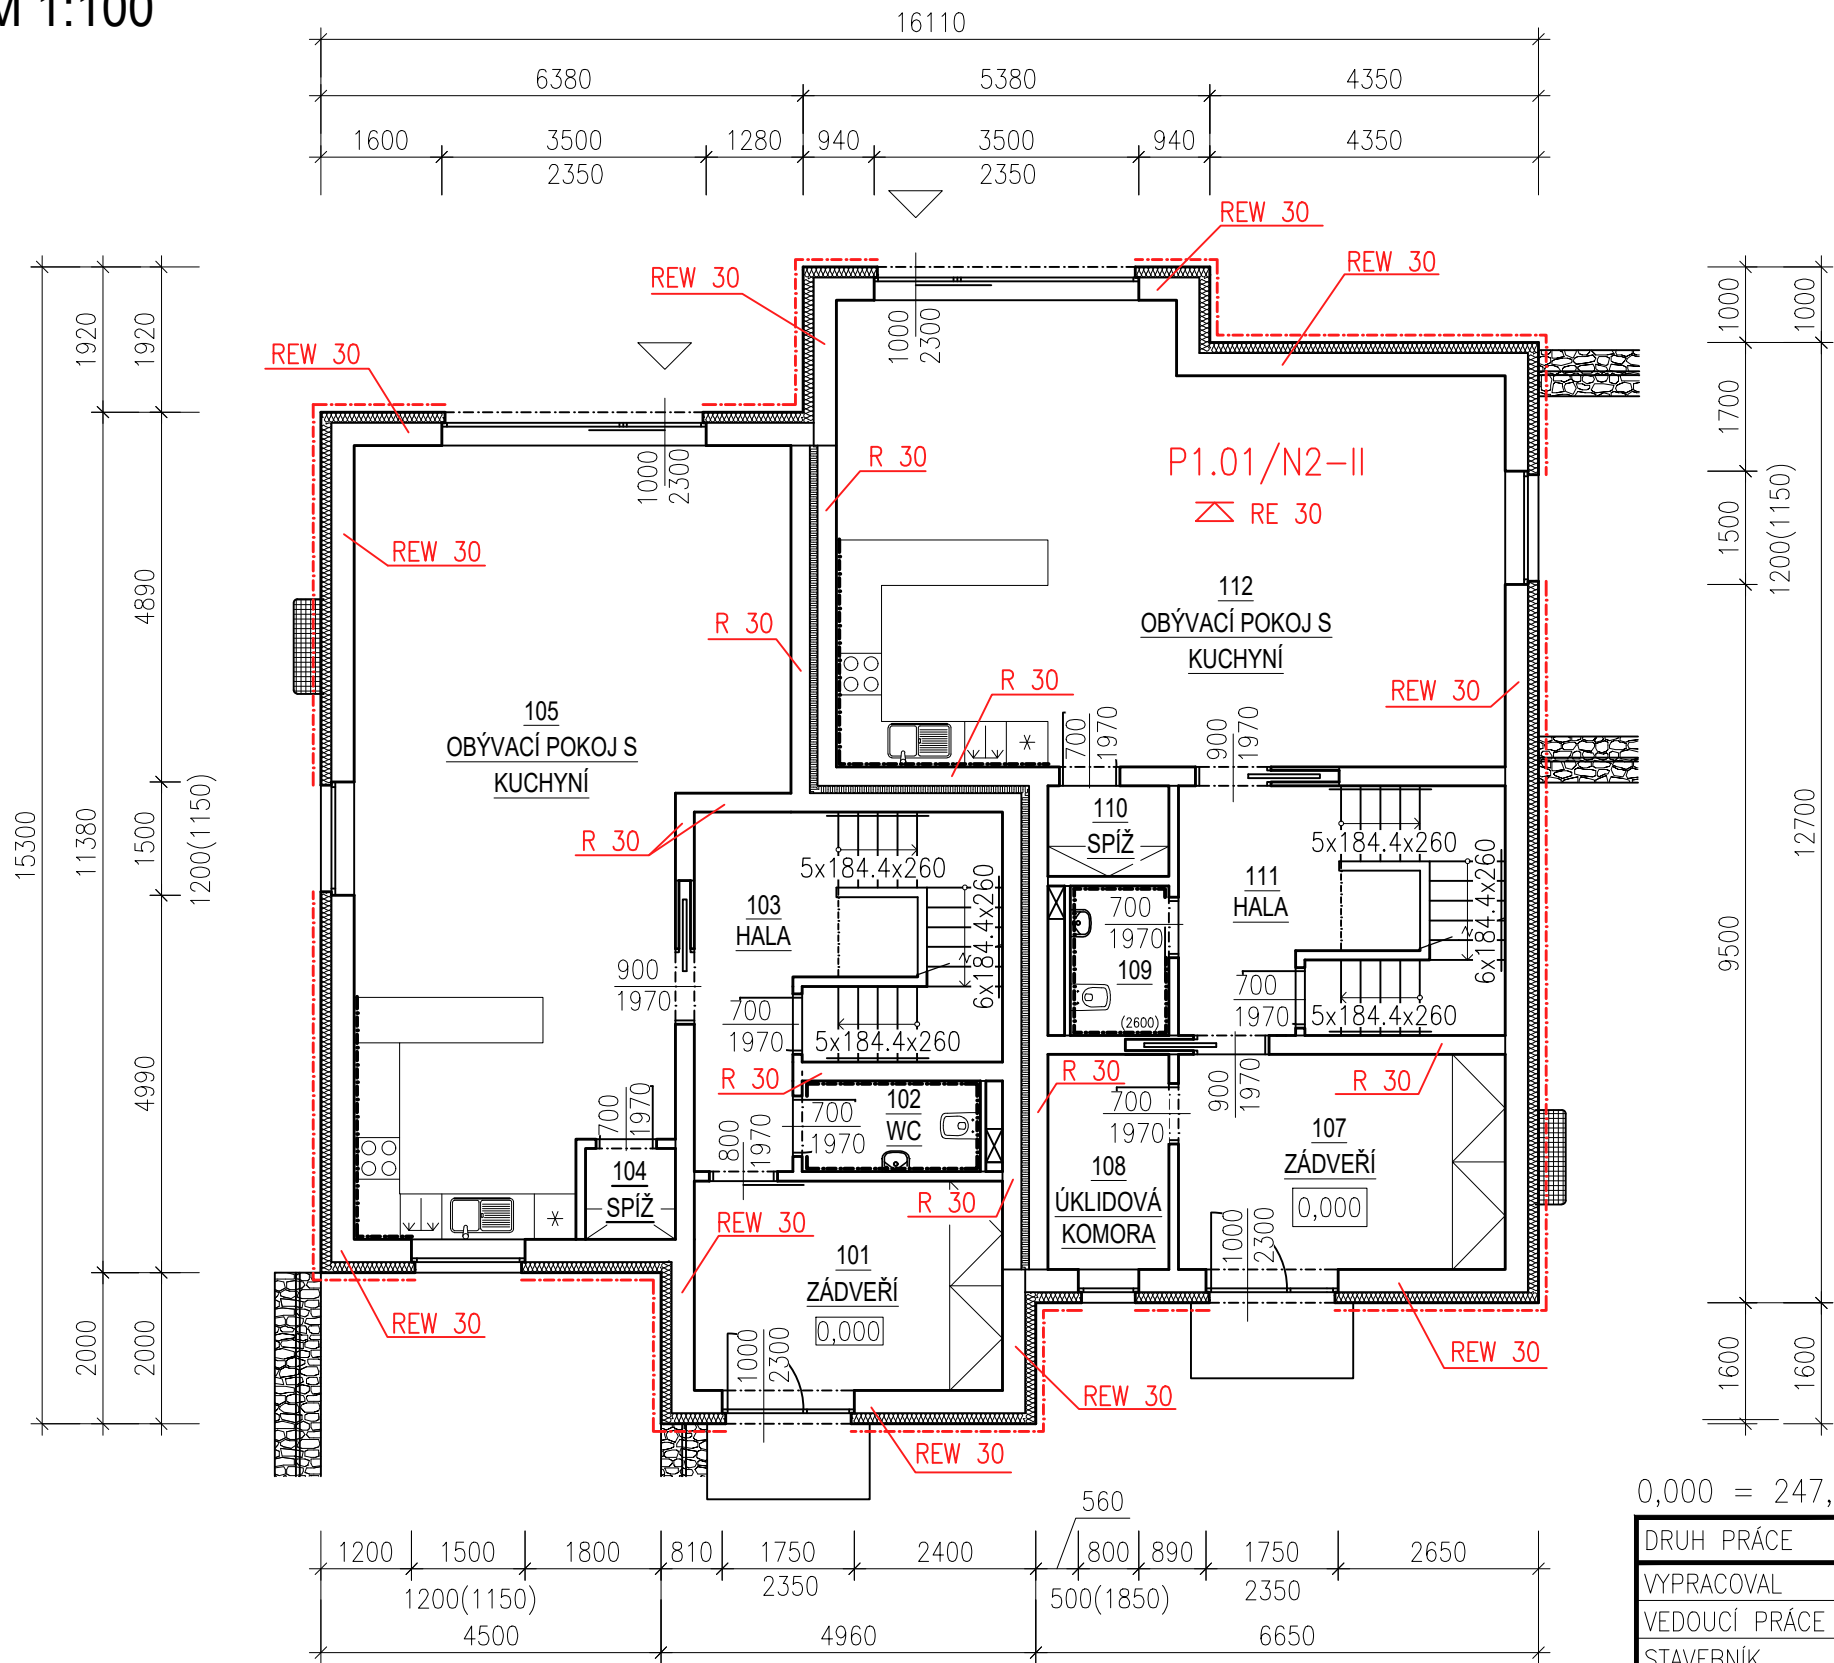 M 1:100
16110
6380 5380 4350
1600 3500 1280 940 3500 940 4350
2350 2350
REW 30
REW 30
REW 30
REW 30
1000
2300
1000
2300
R 30
P1.01/N2-II
RE 30
REW 30
R 30
112
OBÝVACÍ POKOJ S
KUCHYNÍ
R 30
REW 30
105
OBÝVACÍ POKOJ S
KUCHYNÍ
700
1970
900
1970
R 30
110
SPÍŽ
5x184.4x260
6x184.4x260
5x184.4x260
5x184.4x260
6x184.4x260
5x184.4x260
103
HALA
111
HALA
700
1970
109
(2600)
900
1970
700
1970
700
1970
R 30
R 30
R 30
900
1970
700
1970
102
WC
700
1970
800
1970
700
1970
104
SPÍŽ
108
ÚKLIDOVÁ
KOMORA
107
ZÁDVEŘÍ
0,000
R 30
REW 30
101
ZÁDVEŘÍ
0,000
1000
2300
1000
2300
REW 30
REW 30
REW 30
REW 30
15300
1920
11380
2000
1920
4890
1500
1200(1150)
4990
2000
1000
1700
1500
1200(1150)
9500
1600
1000
12700
1600
560
1200 1500 1800 810 1750 2400 800 890 1750 2650
1200(1150) 2350 500(1850) 2350
4500 4960 6650
0,000 = 247,
DRUH PRÁCE
VYPRACOVAL
VEDOUCÍ PRÁCE
STAVEBNÍK